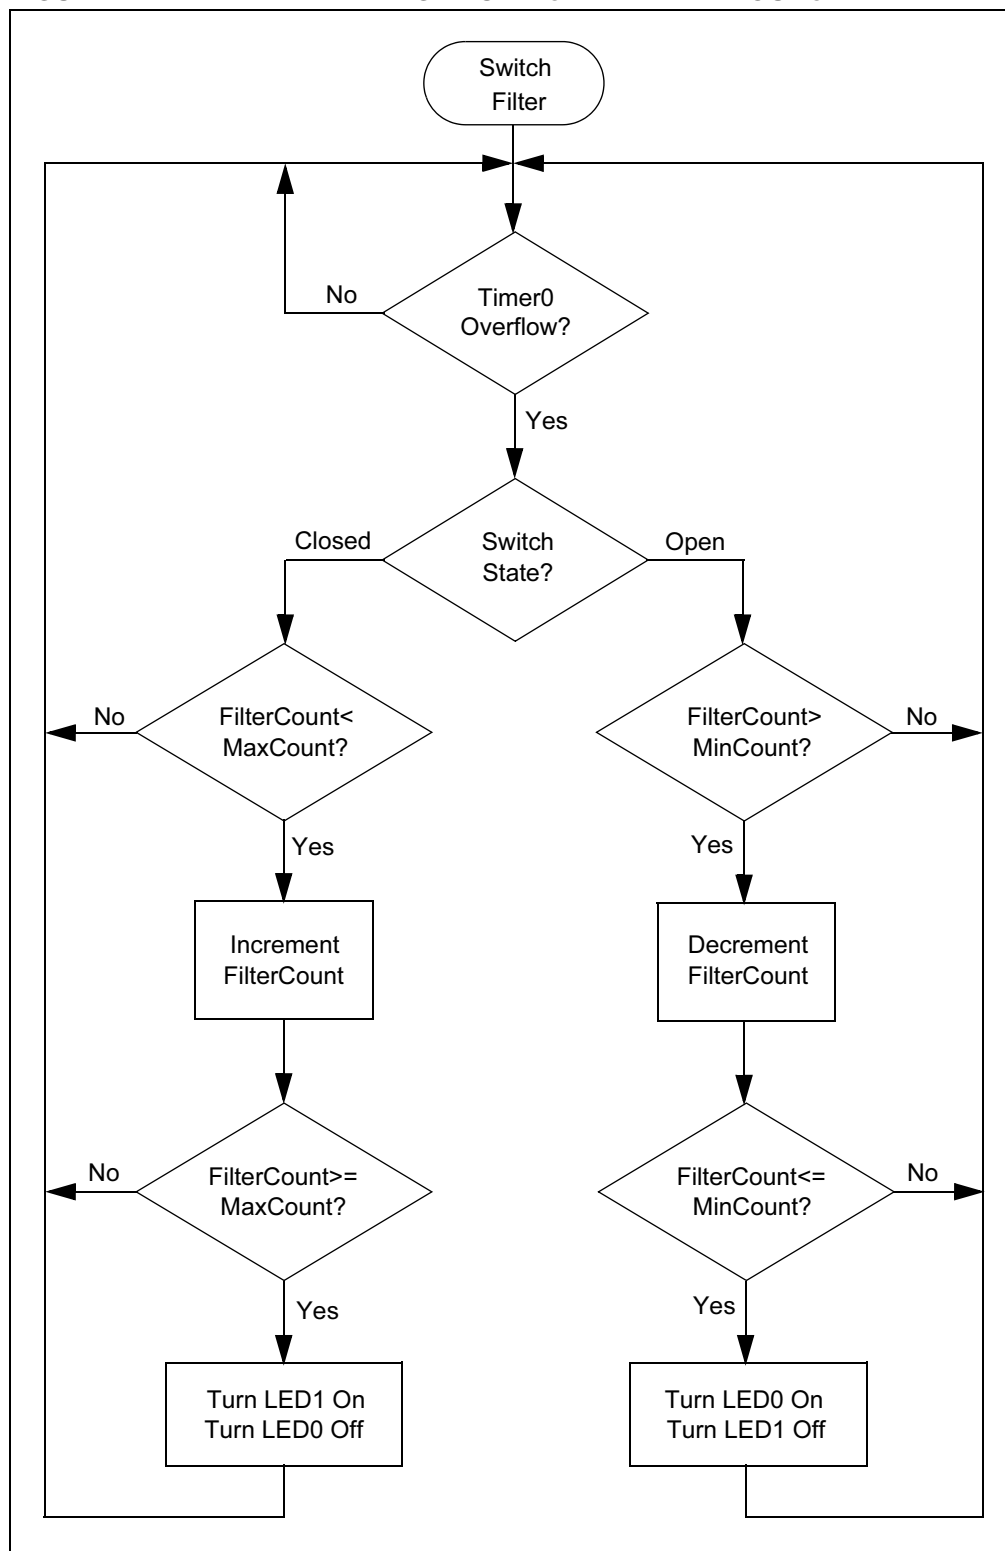 Switch
Filter
No
Timer0
Overflow?
Yes
Closed
Switch
State?
Open
No
FilterCount<
MaxCount?
FilterCount>
MinCount?
No
Yes
Yes
Increment
FilterCount
Decrement
FilterCount
No
FilterCount>=
MaxCount?
FilterCount<=
MinCount?
No
Yes
Yes
Turn LED1 On
Turn LED0 Off
Turn LED0 On
Turn LED1 Off